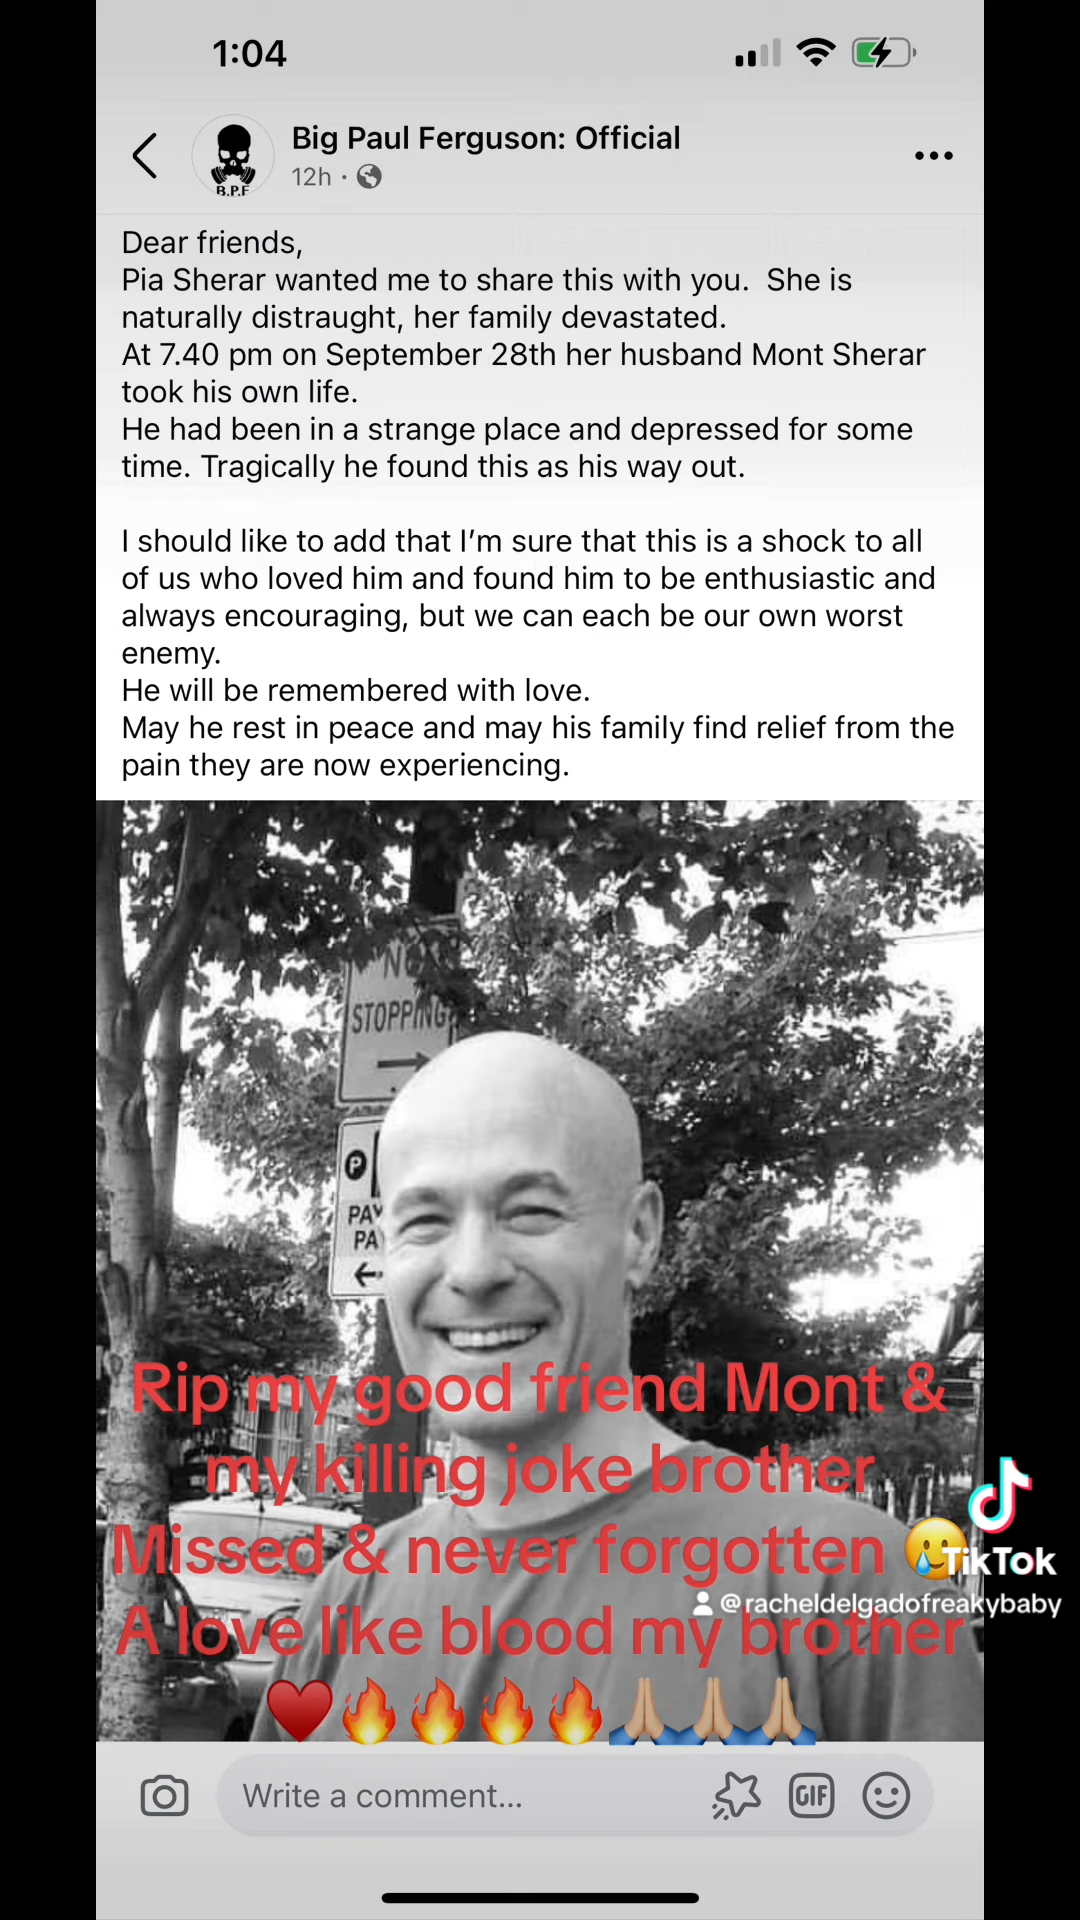 1:04
Big Paul Ferguson: Official
B.P.F
12h ·
Dear friends,
Pia Sherar wanted me to share this with you. She is
naturally distraught, her family devastated.
At 7.40 pm on September 28th her husband Mont Sherar
took his own life.
He had been in a strange place and depressed for some
time. Tragically he found this as his way out.
I should like to add that I’m sure that this is a shock to all
of us who loved him and found him to be enthusiastic and
always encouraging, but we can each be our own worst
enemy.
He will be remembered with love.
May he rest in peace and may his family find relief from the
pain they are now experiencing.
NO
STOPPING
P
PAY
PA
Rip my good friend Mont &
my killing joke brother
Missed & never forgotten 🥲
TikTok
@racheldelgadofreakybaby
A love like blood my brother
♥️🔥🔥🔥🔥🙏🏼🙏🏼🙏🏼
Write a comment...
GIF